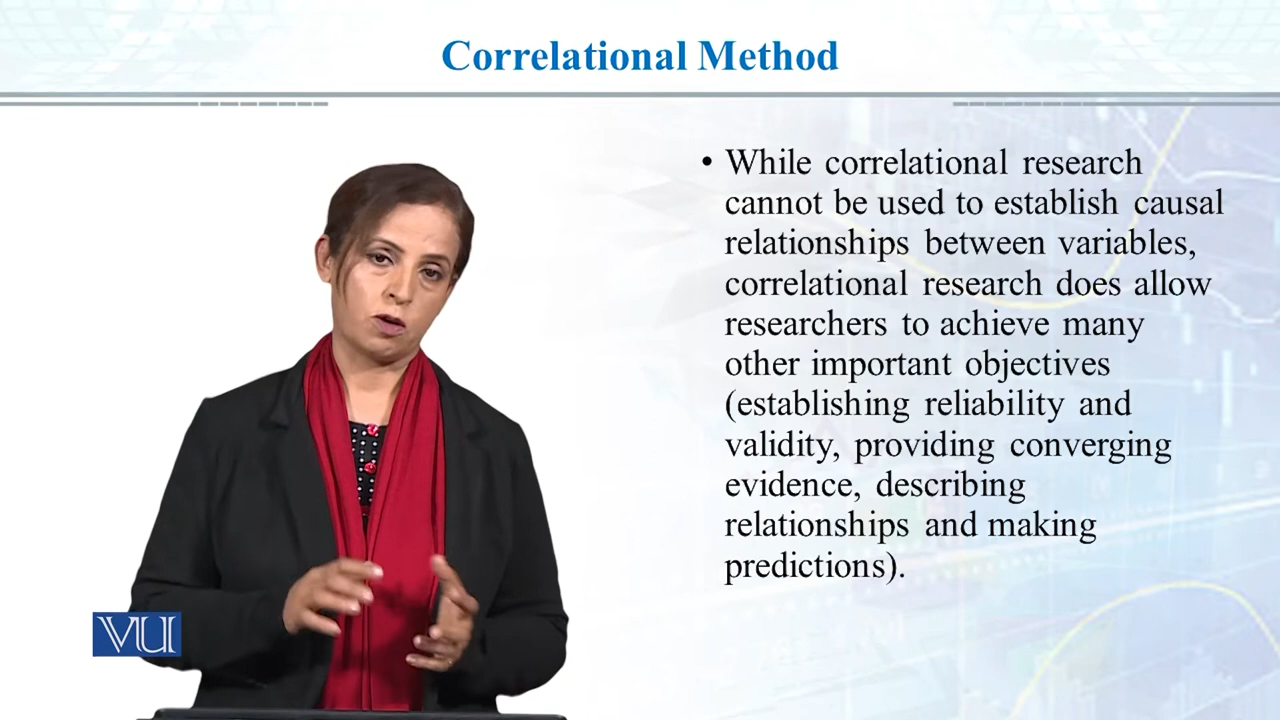 Correlational Method
• While correlational research
cannot be used to establish causal
relationships between variables,
correlational research does allow
researchers to achieve many
other important objectives
(establishing reliability and
validity, providing converging
evidence, describing
relationships and making
predictions).
VU